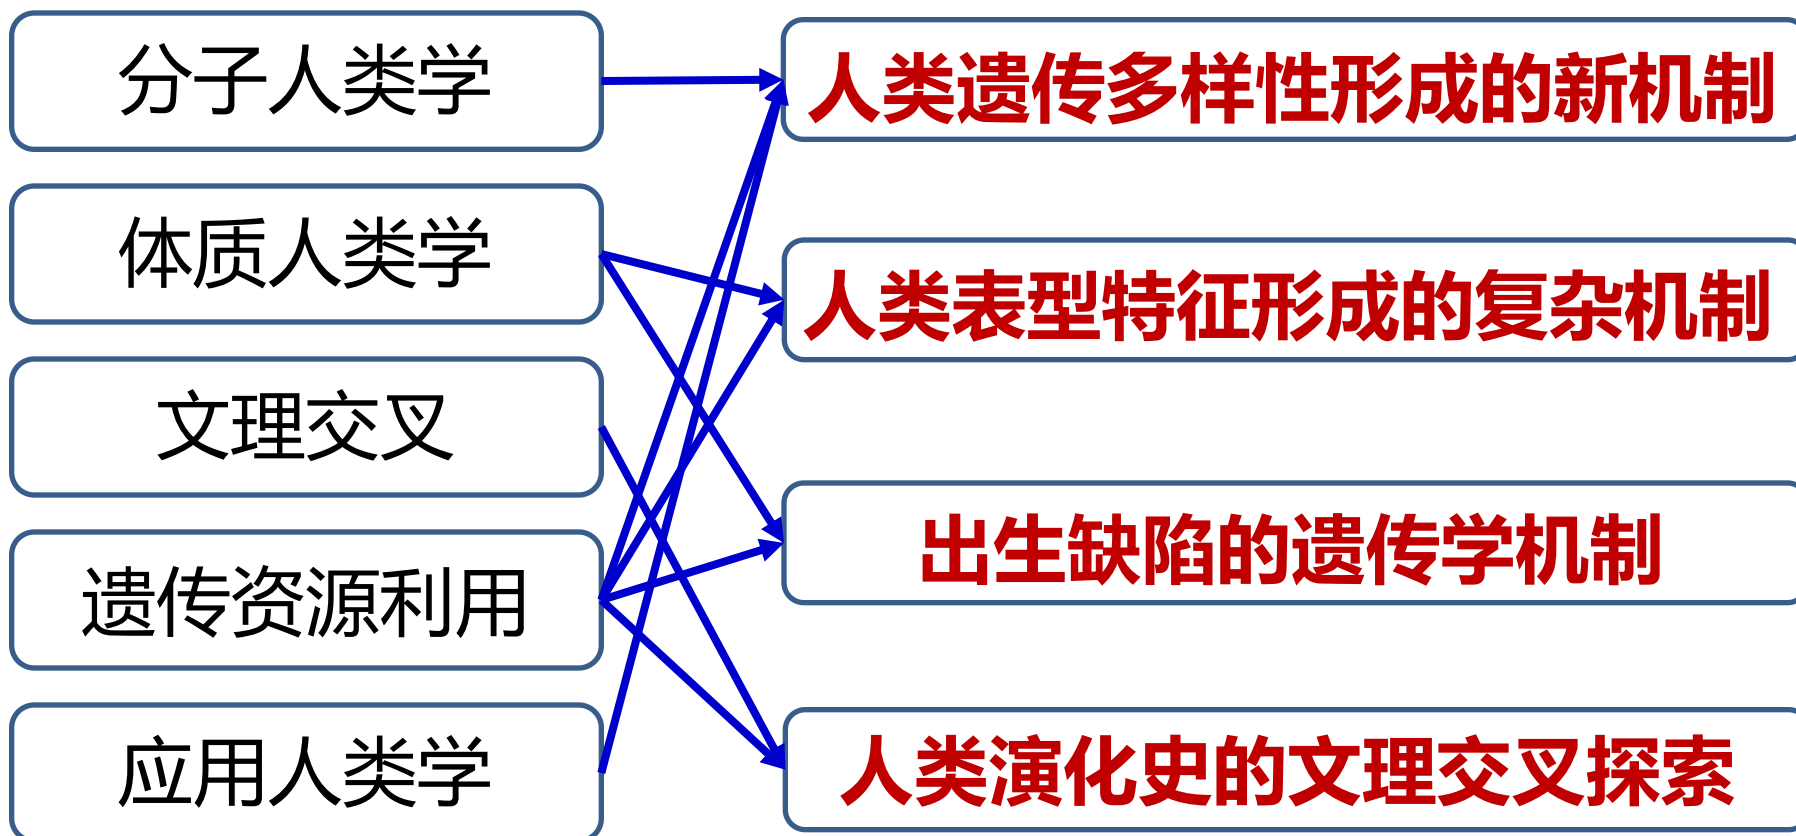 分子人类学
体质人类学
文理交叉
遗传资源利用
应用人类学
人类遗传多样性形成的新机制
人类表型特征形成的复杂机制
出生缺陷的遗传学机制
人类演化史的文理交叉探索